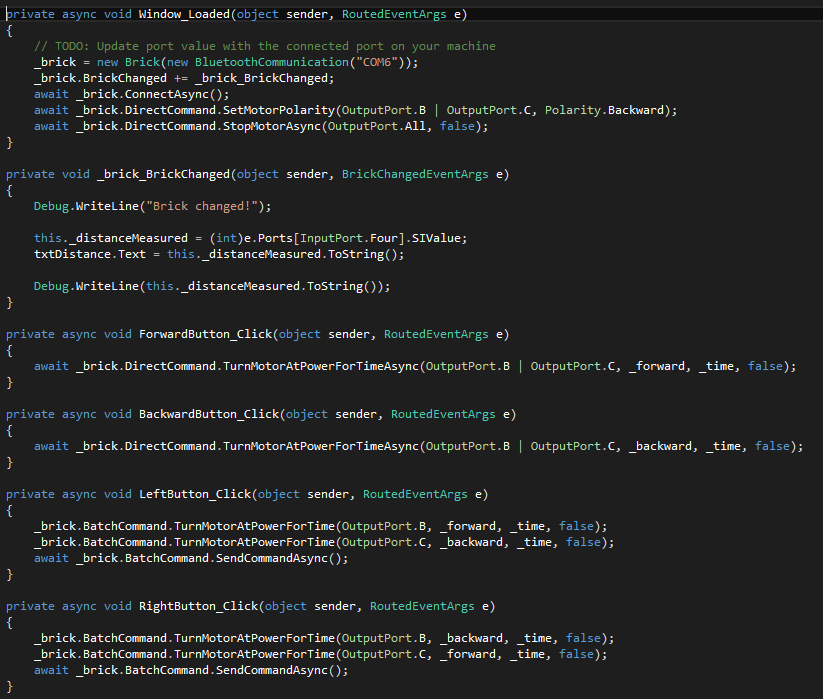 private async void Window_Loaded(object sender, RoutedEventArgs e)
{
    // TODO: Update port value with the connected port on your machine
    _brick = new Brick(new BluetoothCommunication("COM6"));
    _brick.BrickChanged += _brick_BrickChanged;
    await _brick.ConnectAsync();
    await _brick.DirectCommand.SetMotorPolarity(OutputPort.B | OutputPort.C, Polarity.Backward);
    await _brick.DirectCommand.StopMotorAsync(OutputPort.All, false);
}

private void _brick_BrickChanged(object sender, BrickChangedEventArgs e)
{
    Debug.WriteLine("Brick changed!");

    this._distanceMeasured = (int)e.Ports[InputPort.Four].SIValue;
    txtDistance.Text = this._distanceMeasured.ToString();

    Debug.WriteLine(this._distanceMeasured.ToString());
}

private async void ForwardButton_Click(object sender, RoutedEventArgs e)
{
    await _brick.DirectCommand.TurnMotorAtPowerForTimeAsync(OutputPort.B | OutputPort.C, _forward, _time, false);
}

private async void BackwardButton_Click(object sender, RoutedEventArgs e)
{
    await _brick.DirectCommand.TurnMotorAtPowerForTimeAsync(OutputPort.B | OutputPort.C, _backward, _time, false);
}

private async void LeftButton_Click(object sender, RoutedEventArgs e)
{
    _brick.BatchCommand.TurnMotorAtPowerForTime(OutputPort.B, _forward, _time, false);
    _brick.BatchCommand.TurnMotorAtPowerForTime(OutputPort.C, _backward, _time, false);
    await _brick.BatchCommand.SendCommandAsync();
}

private async void RightButton_Click(object sender, RoutedEventArgs e)
{
    _brick.BatchCommand.TurnMotorAtPowerForTime(OutputPort.B, _backward, _time, false);
    _brick.BatchCommand.TurnMotorAtPowerForTime(OutputPort.C, _forward, _time, false);
    await _brick.BatchCommand.SendCommandAsync();
}